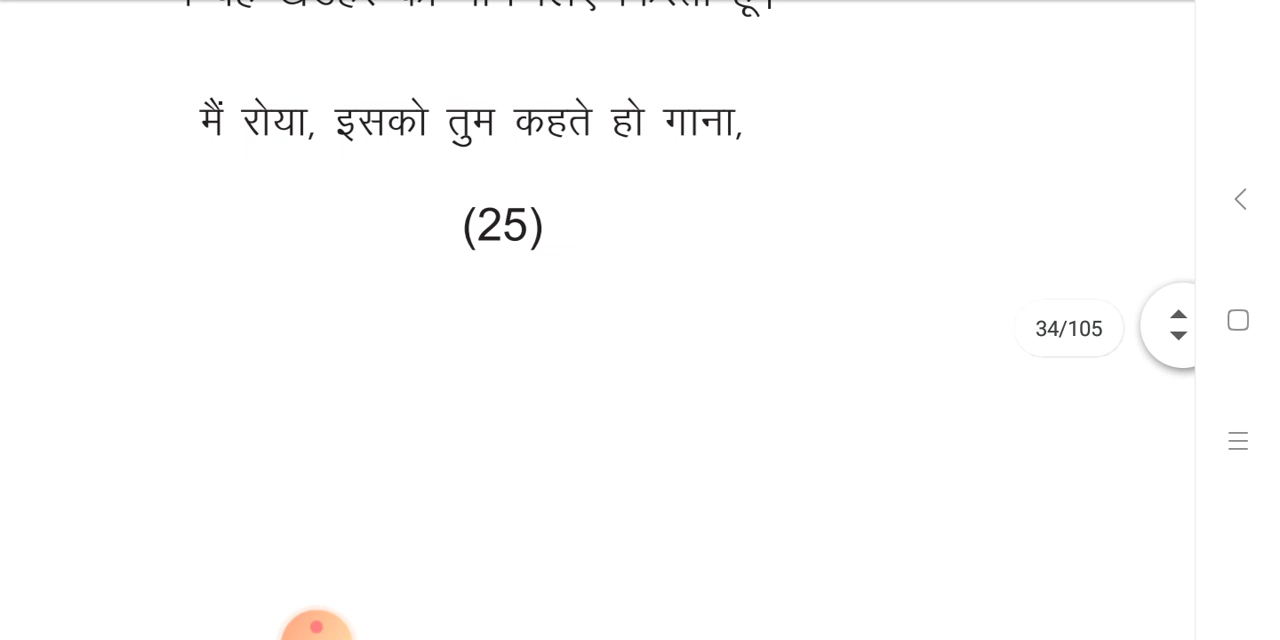 मैं रोया, इसको तुम कहते हो गाना,
(25)
34/105